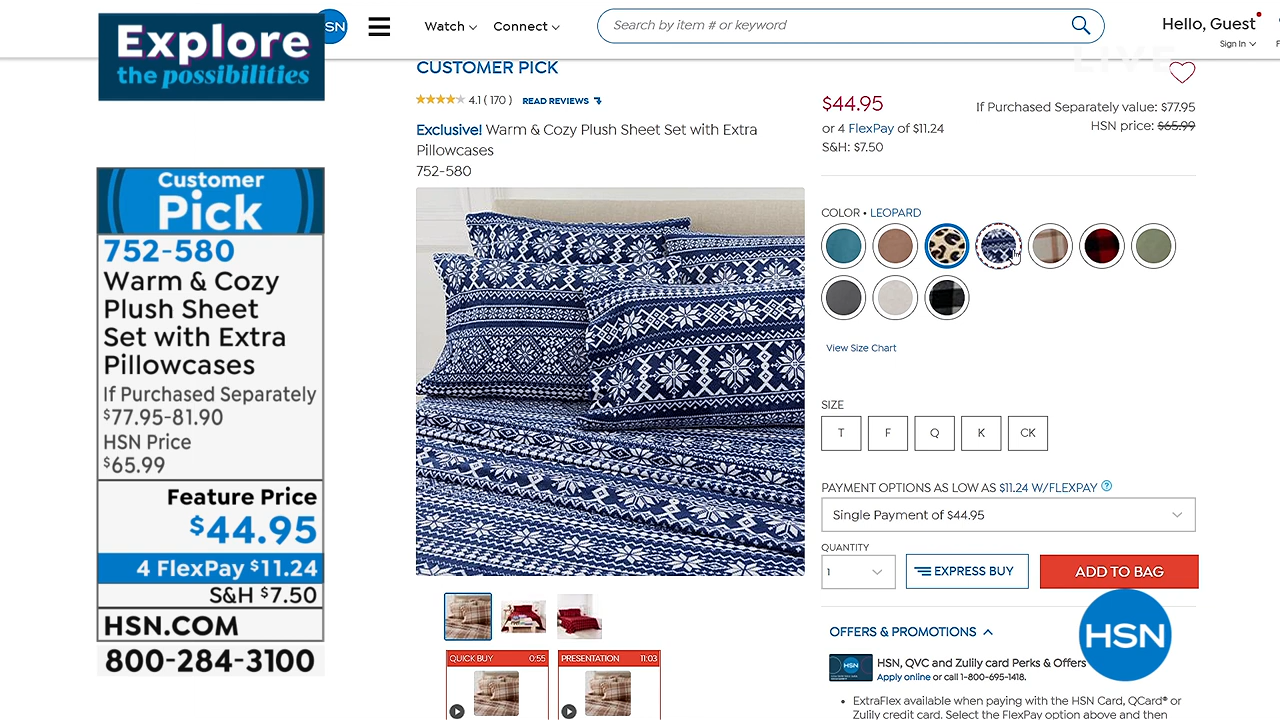 Explore
the possibilities
Customer
Pick
752-580
Warm & Cozy
Plush Sheet
Set with Extra
Pillowcases
If Purchased Separately
$77.95-81.90
HSN Price
$65.99
Feature Price
$44.95
4 FlexPay $11.24
S&H $7.50
HSN.COM
800-284-3100
SN
Watch
Connect
Search by item # or keyword
Hello, Guest
Sign In
F
LIVE
CUSTOMER PICK
4.1 ( 170 )
READ REVIEWS
Exclusive! Warm & Cozy Plush Sheet Set with Extra
Pillowcases
752-580
QUICK BUY 0:55
PRESENTATION 11:03
$44.95
or 4 FlexPay of $11.24
S&H: $7.50
If Purchased Separately value: $77.95
HSN price: $65.99
COLOR • LEOPARD
View Size Chart
SIZE
T F Q K CK
PAYMENT OPTIONS AS LOW AS $11.24 W/FLEXPAY ?
Single Payment of $44.95
QUANTITY
1
EXPRESS BUY
ADD TO BAG
OFFERS & PROMOTIONS
HSN
HSN, QVC and Zulily card Perks & Offers
Apply online or call 1-800-695-1418.
• ExtraFlex available when paying with the HSN Card, QCard® or
Zulily credit card. Select the FlexPay option above and then
HSN